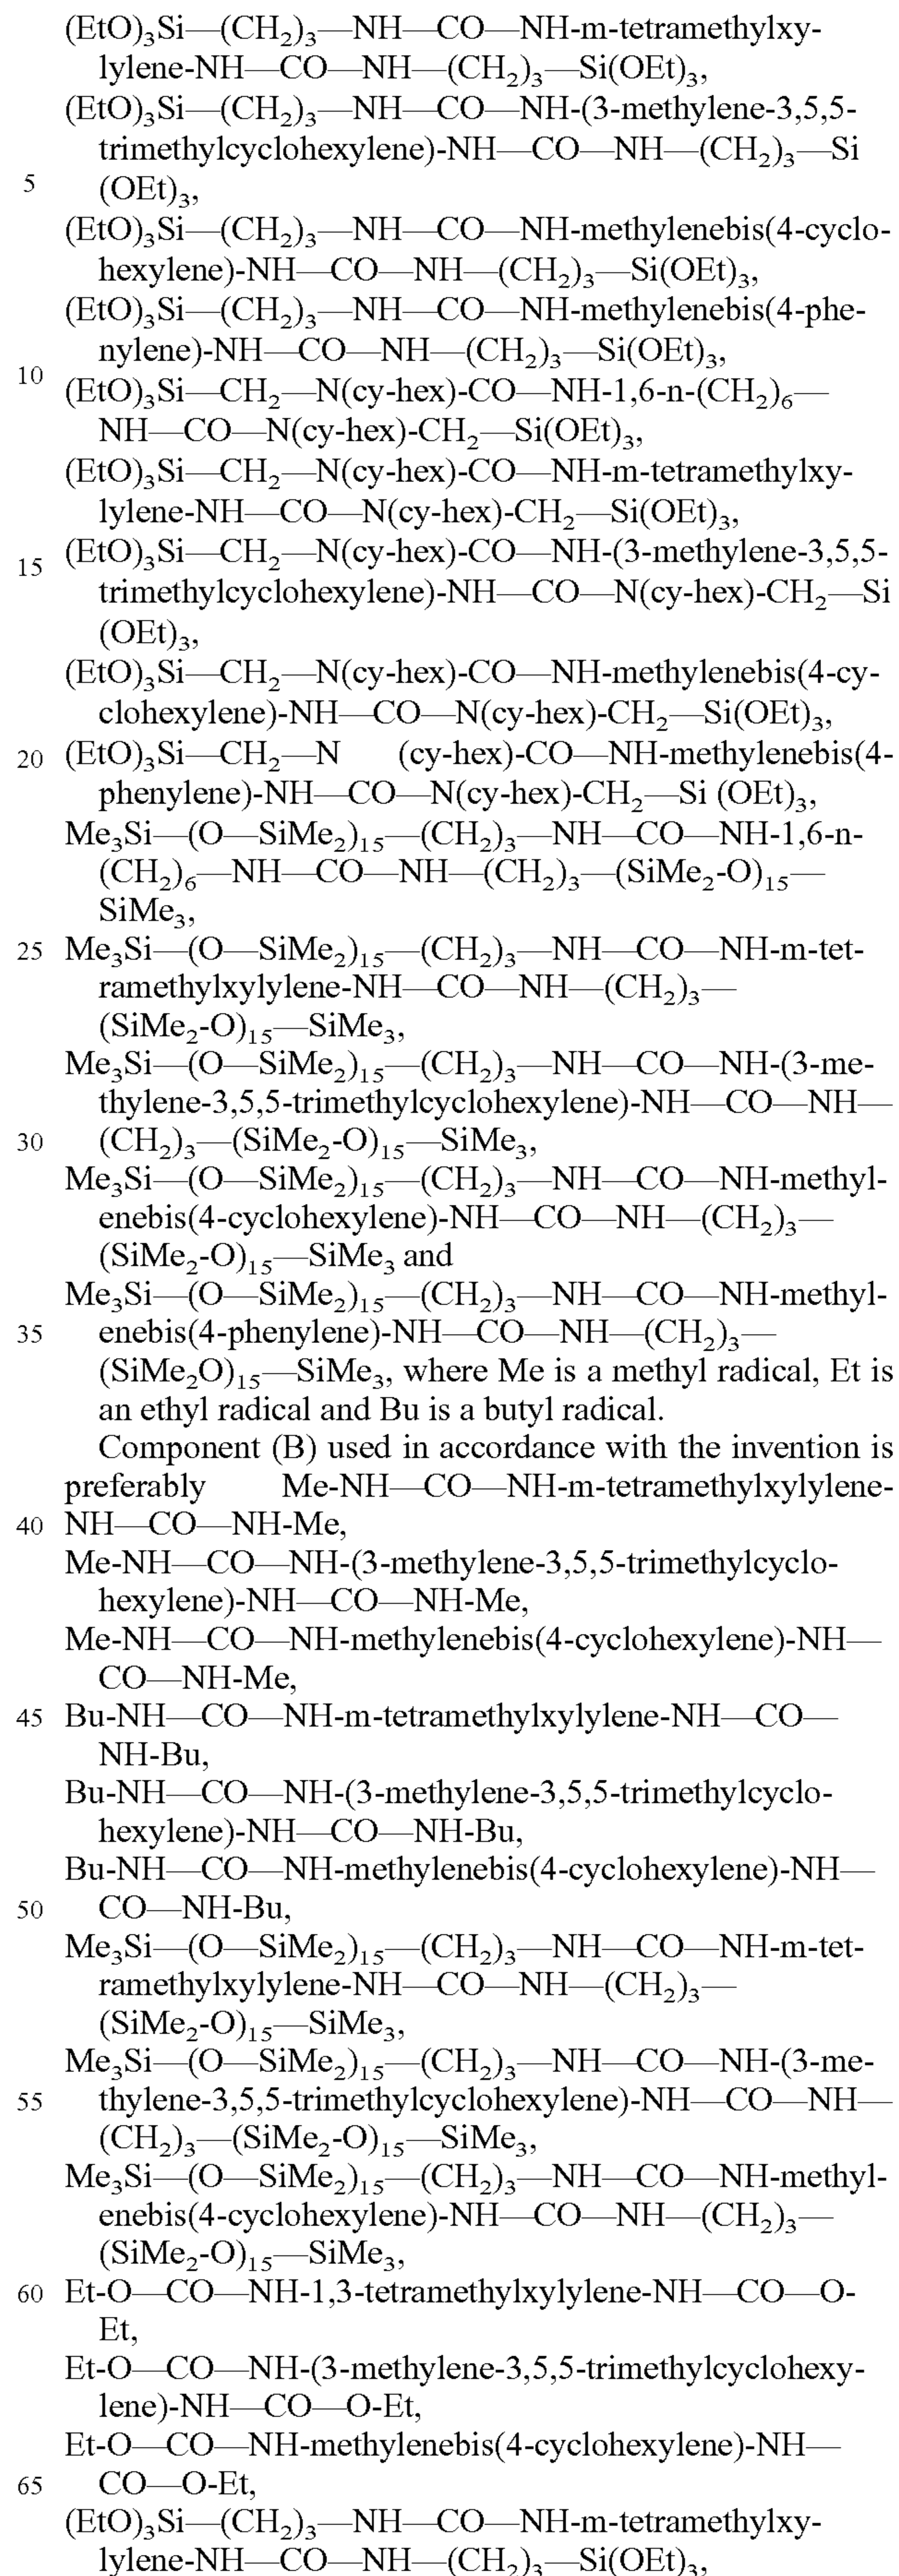 (EtO)₃Si—(CH₂)₃—NH—CO—NH-m-tetramethylxy-
lylene-NH—CO—NH—(CH₂)₃—Si(OEt)₃,
(EtO)₃Si—(CH₂)₃—NH—CO—NH-(3-methylene-3,5,5-
trimethylcyclohexylene)-NH—CO—NH—(CH₂)₃—Si
5 (OEt)₃,
(EtO)₃Si—(CH₂)₃—NH—CO—NH-methylenebis(4-cyclo-
hexylene)-NH—CO—NH—(CH₂)₃—Si(OEt)₃,
(EtO)₃Si—(CH₂)₃—NH—CO—NH-methylenebis(4-phe-
nylene)-NH—CO—NH—(CH₂)₃—Si(OEt)₃,
10 (EtO)₃Si—CH₂—N(cy-hex)-CO—NH-1,6-n-(CH₂)₆—
NH—CO—N(cy-hex)-CH₂—Si(OEt)₃,
(EtO)₃Si—CH₂—N(cy-hex)-CO—NH-m-tetramethylxy-
lylene-NH—CO—N(cy-hex)-CH₂—Si(OEt)₃,
15 (EtO)₃Si—CH₂—N(cy-hex)-CO—NH-(3-methylene-3,5,5-
trimethylcyclohexylene)-NH—CO—N(cy-hex)-CH₂—Si
(OEt)₃,
(EtO)₃Si—CH₂—N(cy-hex)-CO—NH-methylenebis(4-cy-
clohexylene)-NH—CO—N(cy-hex)-CH₂—Si(OEt)₃,
20 (EtO)₃Si—CH₂—N (cy-hex)-CO—NH-methylenebis(4-
phenylene)-NH—CO—N(cy-hex)-CH₂—Si (OEt)₃,
Me₃Si—(O—SiMe₂)₁₅—(CH₂)₃—NH—CO—NH-1,6-n-
(CH₂)₆—NH—CO—NH—(CH₂)₃—(SiMe₂-O)₁₅—
SiMe₃,
25 Me₃Si—(O—SiMe₂)₁₅—(CH₂)₃—NH—CO—NH-m-tet-
ramethylxylylene-NH—CO—NH—(CH₂)₃—
(SiMe₂-O)₁₅—SiMe₃,
Me₃Si—(O—SiMe₂)₁₅—(CH₂)₃—NH—CO—NH-(3-me-
thylene-3,5,5-trimethylcyclohexylene)-NH—CO—NH—
30 (CH₂)₃—(SiMe₂-O)₁₅—SiMe₃,
Me₃Si—(O—SiMe₂)₁₅—(CH₂)₃—NH—CO—NH-methyl-
enebis(4-cyclohexylene)-NH—CO—NH—(CH₂)₃—
(SiMe₂-O)₁₅—SiMe₃ and
Me₃Si—(O—SiMe₂)₁₅—(CH₂)₃—NH—CO—NH-methyl-
35 enebis(4-phenylene)-NH—CO—NH—(CH₂)₃—
(SiMe₂O)₁₅—SiMe₃, where Me is a methyl radical, Et is
an ethyl radical and Bu is a butyl radical.
Component (B) used in accordance with the invention is
preferably Me-NH—CO—NH-m-tetramethylxylylene-
40 NH—CO—NH-Me,
Me-NH—CO—NH-(3-methylene-3,5,5-trimethylcyclo-
hexylene)-NH—CO—NH-Me,
Me-NH—CO—NH-methylenebis(4-cyclohexylene)-NH—
CO—NH-Me,
45 Bu-NH—CO—NH-m-tetramethylxylylene-NH—CO—
NH-Bu,
Bu-NH—CO—NH-(3-methylene-3,5,5-trimethylcyclo-
hexylene)-NH—CO—NH-Bu,
Bu-NH—CO—NH-methylenebis(4-cyclohexylene)-NH—
50 CO—NH-Bu,
Me₃Si—(O—SiMe₂)₁₅—(CH₂)₃—NH—CO—NH-m-tet-
ramethylxylylene-NH—CO—NH—(CH₂)₃—
(SiMe₂-O)₁₅—SiMe₃,
Me₃Si—(O—SiMe₂)₁₅—(CH₂)₃—NH—CO—NH-(3-me-
55 thylene-3,5,5-trimethylcyclohexylene)-NH—CO—NH—
(CH₂)₃—(SiMe₂-O)₁₅—SiMe₃,
Me₃Si—(O—SiMe₂)₁₅—(CH₂)₃—NH—CO—NH-methyl-
enebis(4-cyclohexylene)-NH—CO—NH—(CH₂)₃—
(SiMe₂-O)₁₅—SiMe₃,
60 Et-O—CO—NH-1,3-tetramethylxylylene-NH—CO—O-
Et,
Et-O—CO—NH-(3-methylene-3,5,5-trimethylcyclohexy-
lene)-NH—CO—O-Et,
Et-O—CO—NH-methylenebis(4-cyclohexylene)-NH—
65 CO—O-Et,
(EtO)₃Si—(CH₂)₃—NH—CO—NH-m-tetramethylxy-
lylene-NH—CO—NH—(CH₂)₃—Si(OEt)₃,